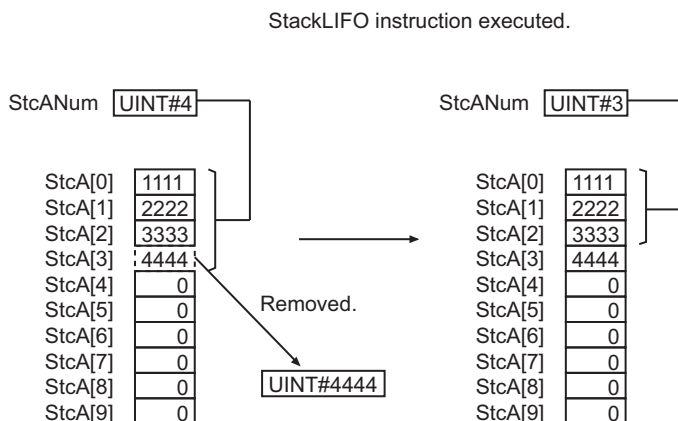 StackLIFO instruction executed.
StcANum UINT#4
StcANum UINT#3
StcA[0] 1111
StcA[1] 2222
StcA[2] 3333
StcA[3] 4444
StcA[4] 0
StcA[5] 0
StcA[6] 0
StcA[7] 0
StcA[8] 0
StcA[9] 0
Removed.
UINT#4444
StcA[0] 1111
StcA[1] 2222
StcA[2] 3333
StcA[3] 4444
StcA[4] 0
StcA[5] 0
StcA[6] 0
StcA[7] 0
StcA[8] 0
StcA[9] 0